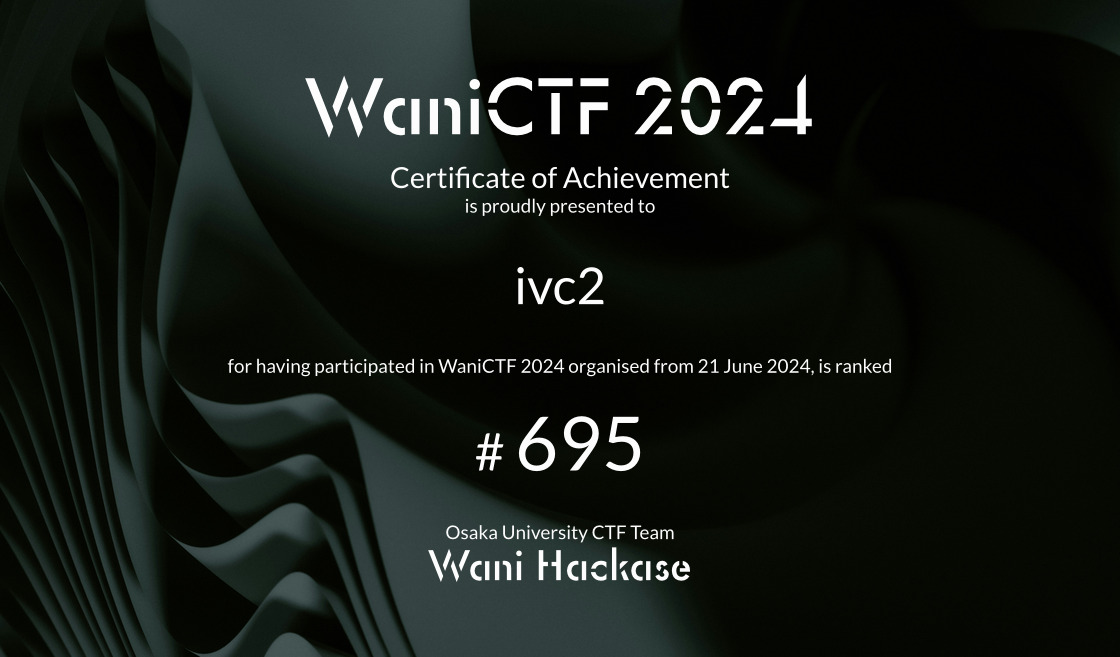 WaniCTF 2024
Certificate of Achievement
is proudly presented to
ivc2
for having participated in WaniCTF 2024 organised from 21 June 2024, is ranked
# 695
Osaka University CTF Team
Wani Hackase